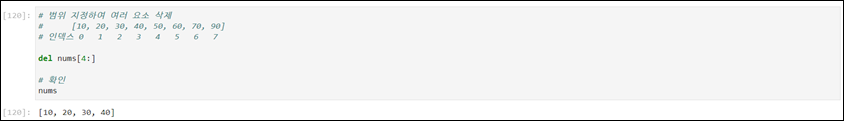 [120]: # 범위 지정하며 여러 요소 삭제
# [10, 20, 30, 40, 50, 60, 70, 90]
# 인덱스 0 1 2 3 4 5 6 7
del nums[4:]
# 확인
nums
[120]: [10, 20, 30, 40]